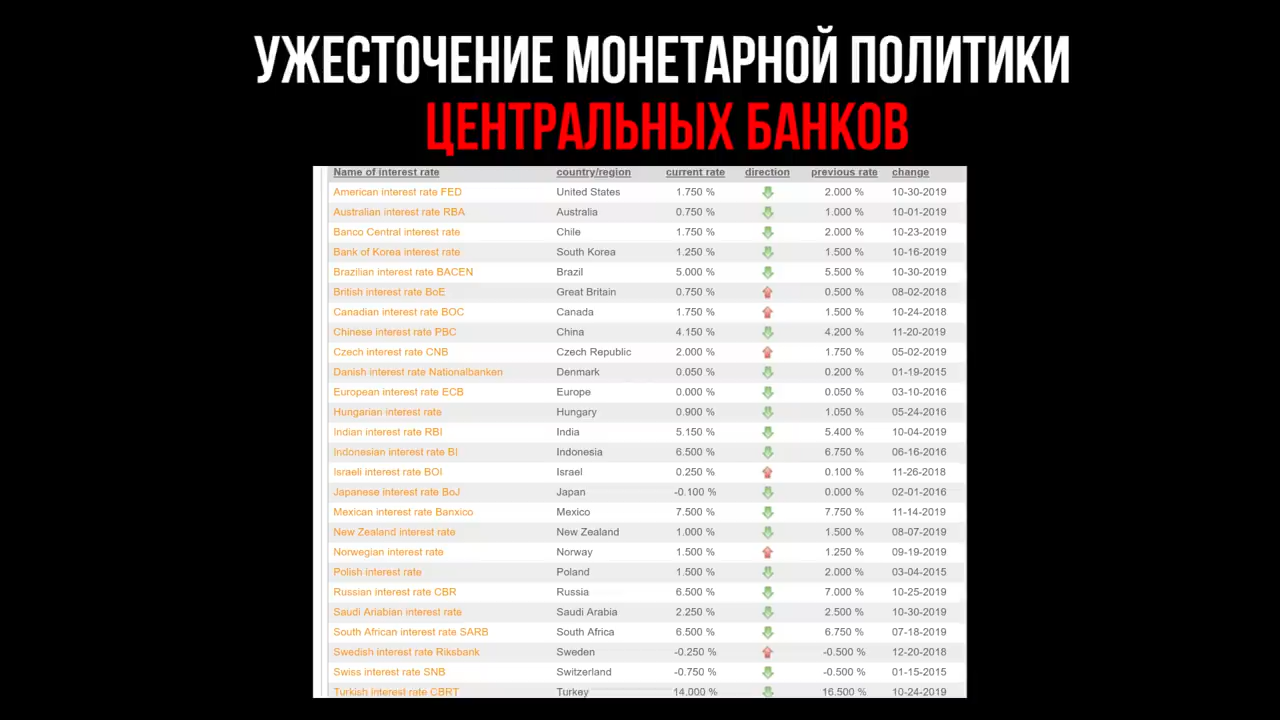 УЖЕСТОЧЕНИЕ МОНЕТАРНОЙ ПОЛИТИКИ
ЦЕНТРАЛЬНЫХ БАНКОВ
Name of interest rate country/region current rate direction previous rate change
American interest rate FED United States 1.750 % 2.000 % 10-30-2019
Australian interest rate RBA Australia 0.750 % 1.000 % 10-01-2019
Banco Central interest rate Chile 1.750 % 2.000 % 10-23-2019
Bank of Korea interest rate South Korea 1.250 % 1.500 % 10-16-2019
Brazilian interest rate BACEN Brazil 5.000 % 5.500 % 10-30-2019
British interest rate BoE Great Britain 0.750 % 0.500 % 08-02-2018
Canadian interest rate BOC Canada 1.750 % 1.500 % 10-24-2018
Chinese interest rate PBC China 4.150 % 4.200 % 11-20-2019
Czech interest rate CNB Czech Republic 2.000 % 1.750 % 05-02-2019
Danish interest rate Nationalbanken Denmark 0.050 % 0.200 % 01-19-2015
European interest rate ECB Europe 0.000 % 0.050 % 03-10-2016
Hungarian interest rate Hungary 0.900 % 1.050 % 05-24-2016
Indian interest rate RBI India 5.150 % 5.400 % 10-04-2019
Indonesian interest rate BI Indonesia 6.500 % 6.750 % 06-16-2016
Israeli interest rate BOI Israel 0.250 % 0.100 % 11-26-2018
Japanese interest rate BoJ Japan -0.100 % 0.000 % 02-01-2016
Mexican interest rate Banxico Mexico 7.500 % 7.750 % 11-14-2019
New Zealand interest rate New Zealand 1.000 % 1.500 % 08-07-2019
Norwegian interest rate Norway 1.500 % 1.250 % 09-19-2019
Polish interest rate Poland 1.500 % 2.000 % 03-04-2015
Russian interest rate CBR Russia 6.500 % 7.000 % 10-25-2019
Saudi Ariabian interest rate Saudi Arabia 2.250 % 2.500 % 10-30-2019
South African interest rate SARB South Africa 6.500 % 6.750 % 07-18-2019
Swedish interest rate Riksbank Sweden -0.250 % -0.500 % 12-20-2018
Swiss interest rate SNB Switzerland -0.750 % -0.500 % 01-15-2015
Turkish interest rate CBRT Turkey 14.000 % 16.500 % 10-24-2019